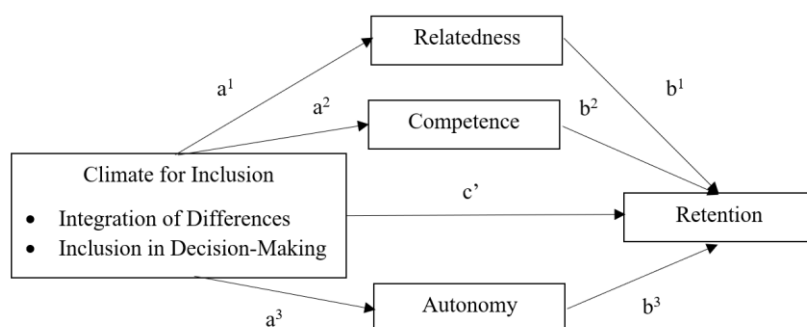 Relatedness
a¹
b¹
a²
b²
Competence
Climate for Inclusion
• Integration of Differences
• Inclusion in Decision-Making
c’
Retention
a³
Autonomy
b³